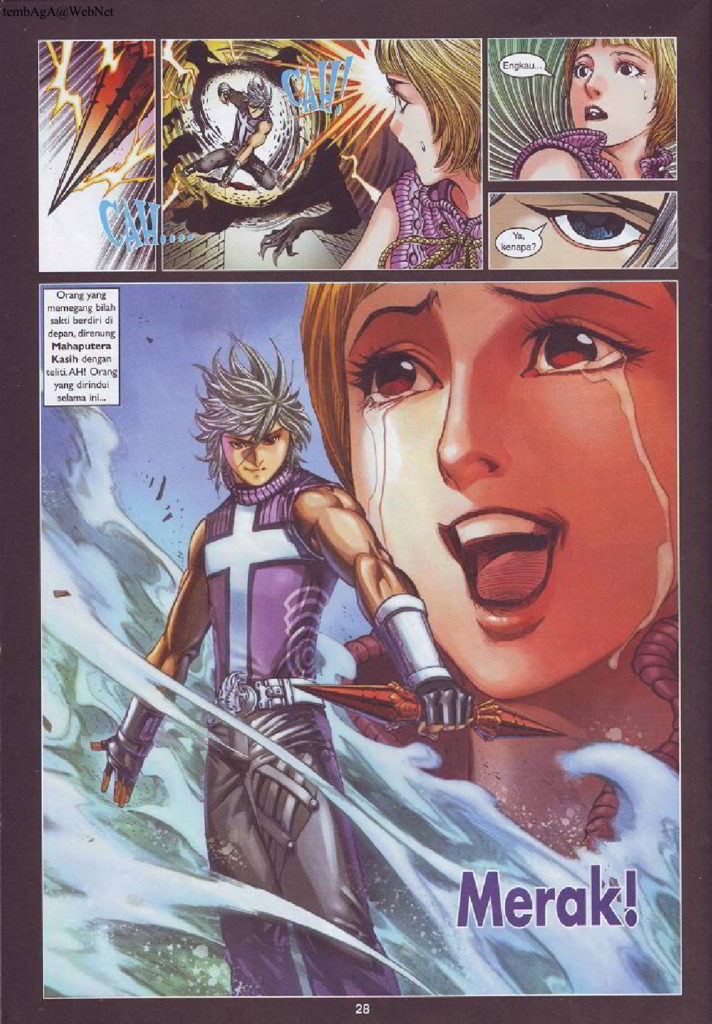 tembAgA@WebNet
CAH....
CAH!!
Engkau...
Ya,
kenapa?
Orang yang
memegang bilah
sakti berdiri di
depan, direnung
Mahaputera
Kasih dengan
teliti. AH! Orang
yang dirindui
selama ini...
Merak!
28